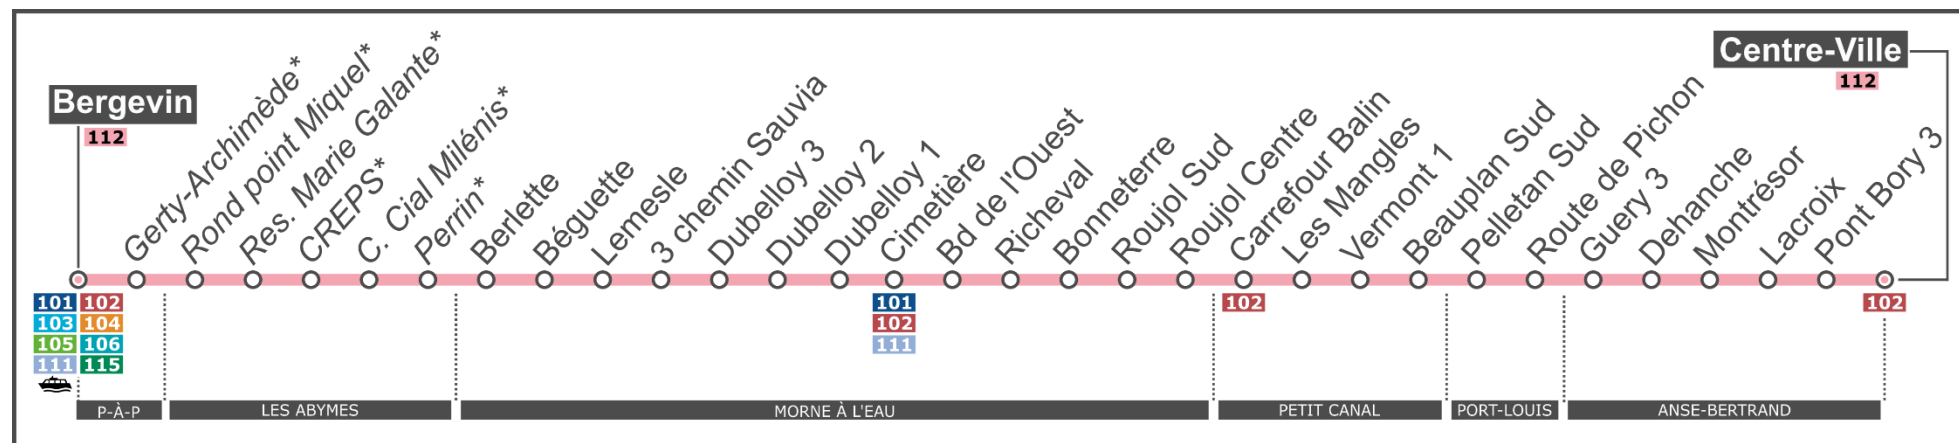 Bergevin
112
Gerty-Archimède*
Rond point Miquel*
Res. Marie Galante*
CREPS*
C. Cial Milénis*
Perrin*
Berlette
Béguette
Lemesle
3 chemin Sauvia
Dubelloy 3
Dubelloy 2
Dubelloy 1
Cimetière
Bd de l'Ouest
Richeval
Bonneterre
Roujol Sud
Roujol Centre
Carrefour Balin
Les Mangles
Vermont 1
Beauplan Sud
Pelletan Sud
Route de Pichon
Guery 3
Dehanche
Montrésor
Lacroix
Pont Bory 3
Centre-Ville
112
101 102
103 104
105 106
111 115
101
102
111
102
102
P-À-P
LES ABYMES
MORNE À L'EAU
PETIT CANAL
PORT-LOUIS
ANSE-BERTRAND